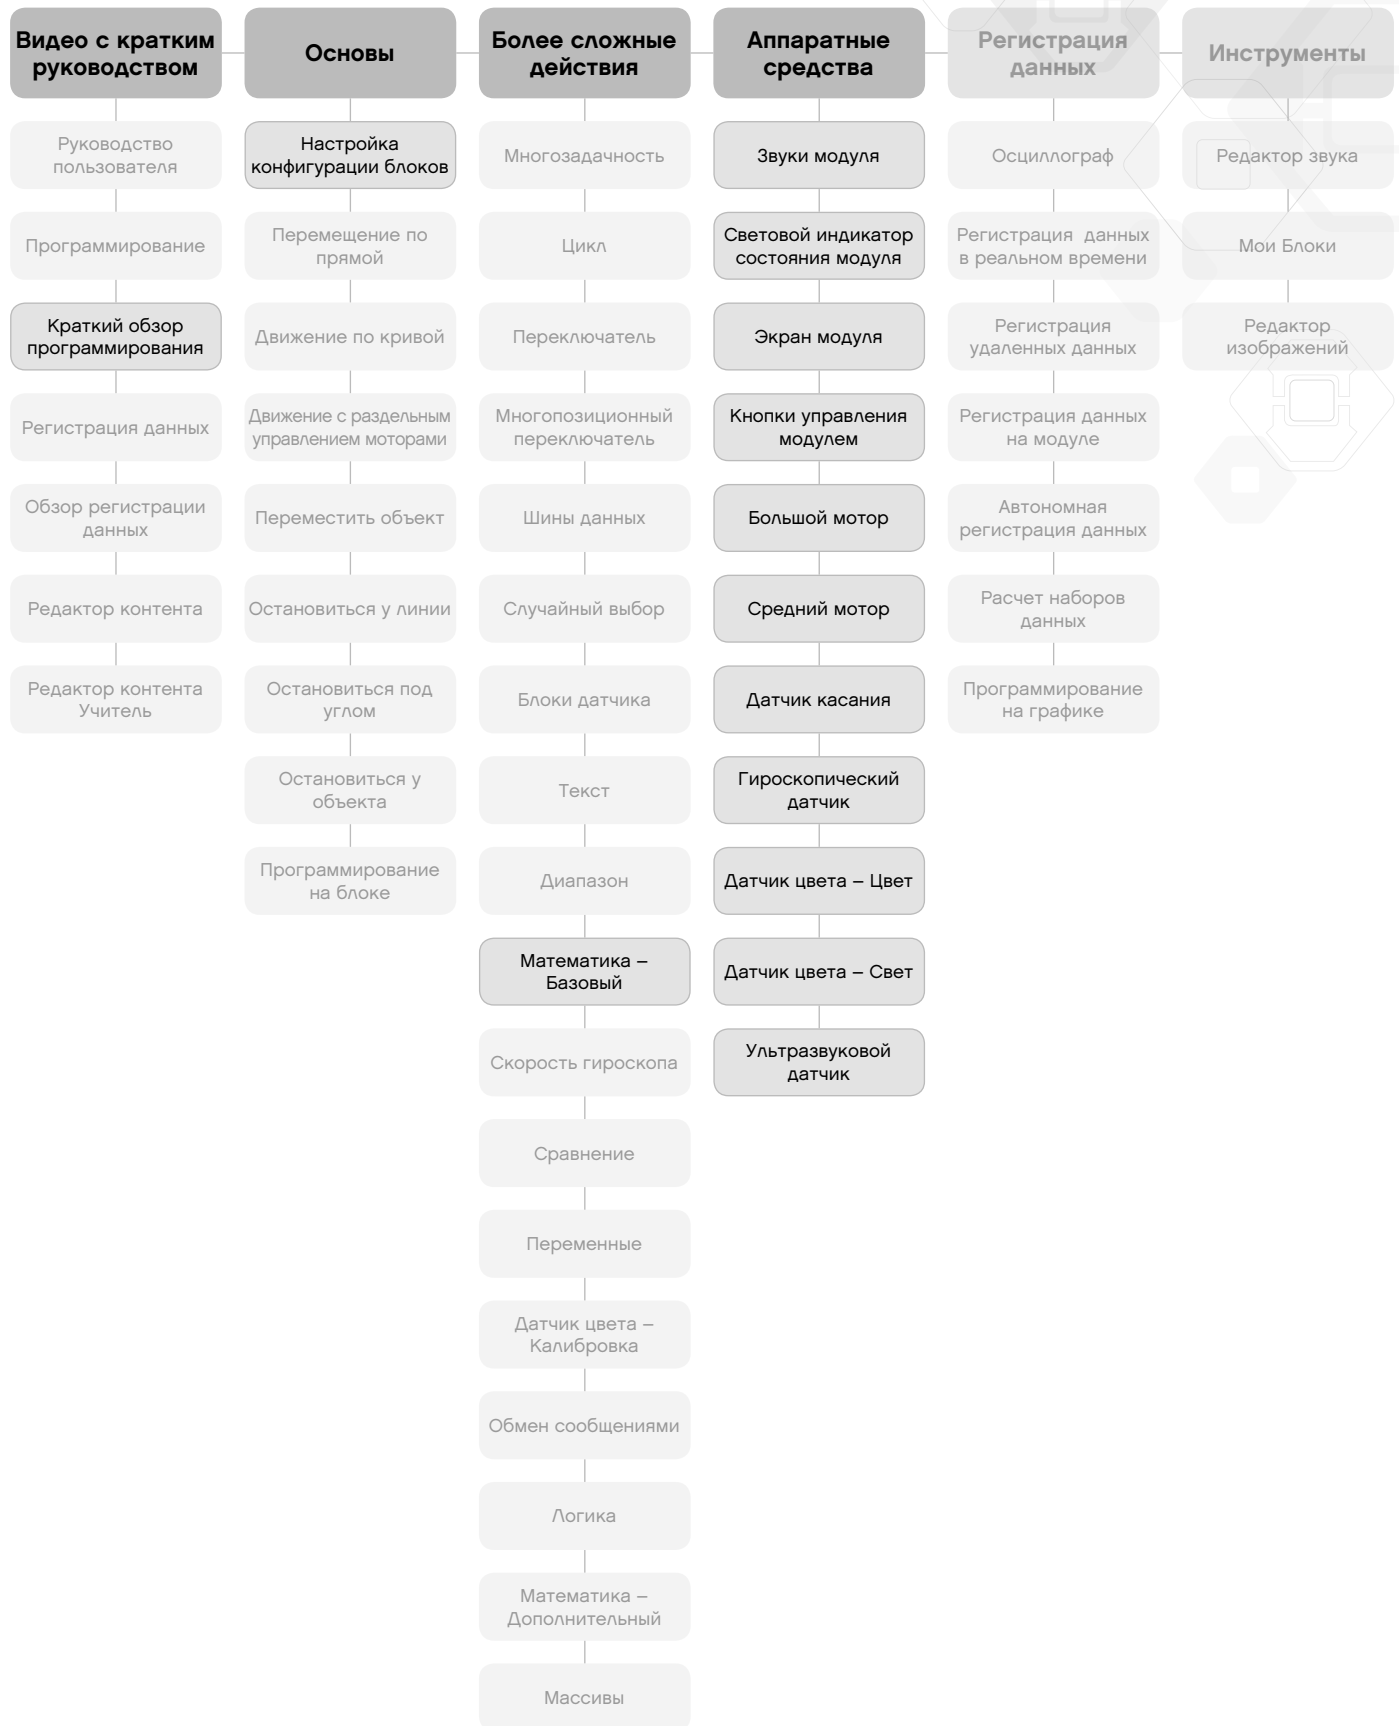 Видео с кратким
руководством
Руководство
пользователя
Программирование
Краткий обзор
программирования
Регистрация данных
Обзор регистрации
данных
Редактор контента
Редактор контента
Учитель
Основы
Настройка
конфигурации блоков
Перемещение по
прямой
Движение по кривой
Движение с раздельным
управлением моторами
Переместить объект
Остановиться у линии
Остановиться под
углом
Остановиться у
объекта
Программирование
на блоке
Более сложные
действия
Многозадачность
Цикл
Переключатель
Многопозиционный
переключатель
Шины данных
Случайный выбор
Блоки датчика
Текст
Диапазон
Математика –
Базовый
Скорость гироскопа
Сравнение
Переменные
Датчик цвета –
Калибровка
Обмен сообщениями
Логика
Математика –
Дополнительный
Массивы
Аппаратные
средства
Звуки модуля
Световой индикатор
состояния модуля
Экран модуля
Кнопки управления
модулем
Большой мотор
Средний мотор
Датчик касания
Гироскопический
датчик
Датчик цвета – Цвет
Датчик цвета – Свет
Ультразвуковой
датчик
Регистрация
данных
Осциллограф
Регистрация данных
в реальном времени
Регистрация
удаленных данных
Регистрация данных
на модуле
Автономная
регистрация данных
Расчет наборов
данных
Программирование
на графике
Инструменты
Редактор звука
Мои Блоки
Редактор
изображений